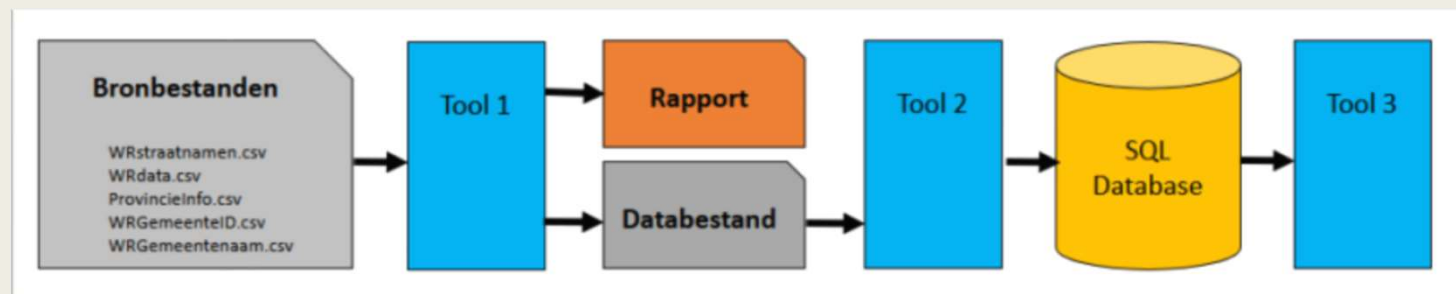 Bronbestanden
WRstraatnamen.csv
WRdata.csv
ProvincieInfo.csv
WRGemeenteID.csv
WRGemeentenaam.csv
Tool 1
Rapport
Databestand
Tool 2
SQL
Database
Tool 3